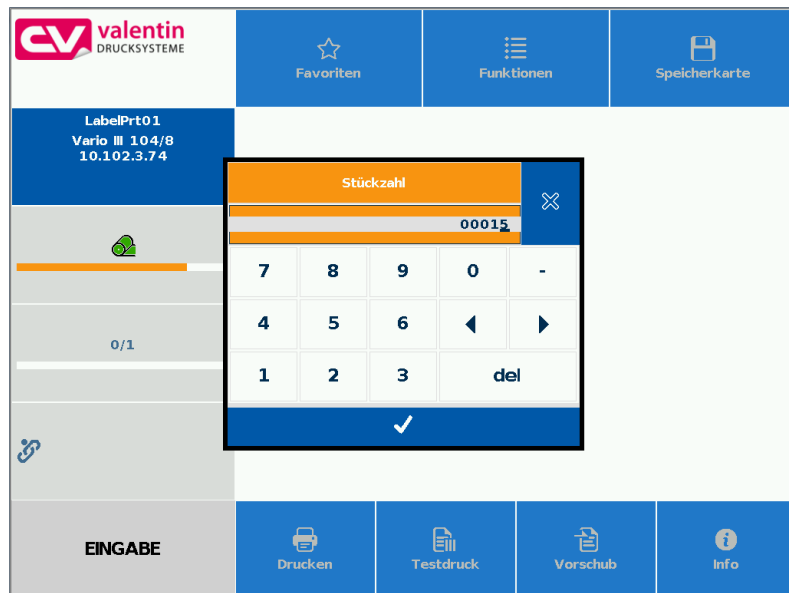 valentin
DRUCKSYSTEME
Favoriten
Funktionen
Speicherkarte
LabelPrt01
Vario III 104/8
10.102.3.74
Stückzahl
00015
7 8 9 0 -
4 5 6
1 2 3 del
0/1
EINGABE
Drucken
Testdruck
Vorschub
Info